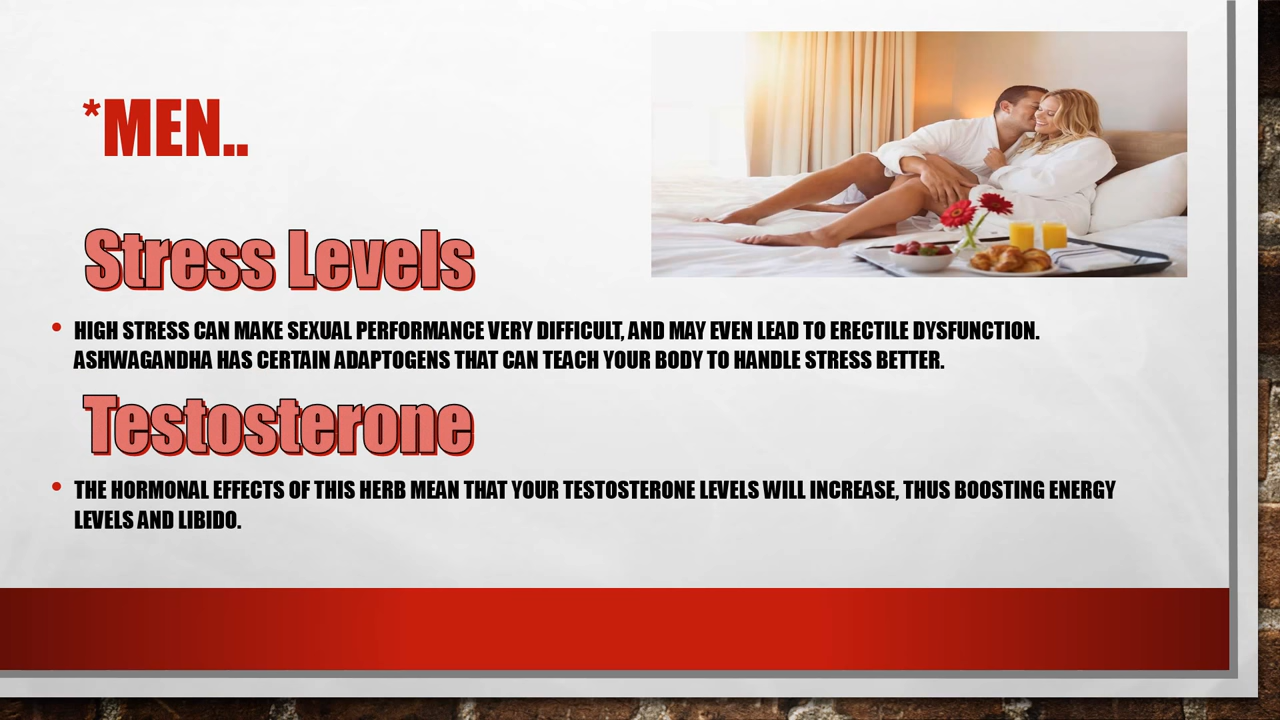 *MEN..
Stress Levels
• HIGH STRESS CAN MAKE SEXUAL PERFORMANCE VERY DIFFICULT, AND MAY EVEN LEAD TO ERECTILE DYSFUNCTION.
ASHWAGANDHA HAS CERTAIN ADAPTOGENS THAT CAN TEACH YOUR BODY TO HANDLE STRESS BETTER.
Testosterone
• THE HORMONAL EFFECTS OF THIS HERB MEAN THAT YOUR TESTOSTERONE LEVELS WILL INCREASE, THUS BOOSTING ENERGY
LEVELS AND LIBIDO.